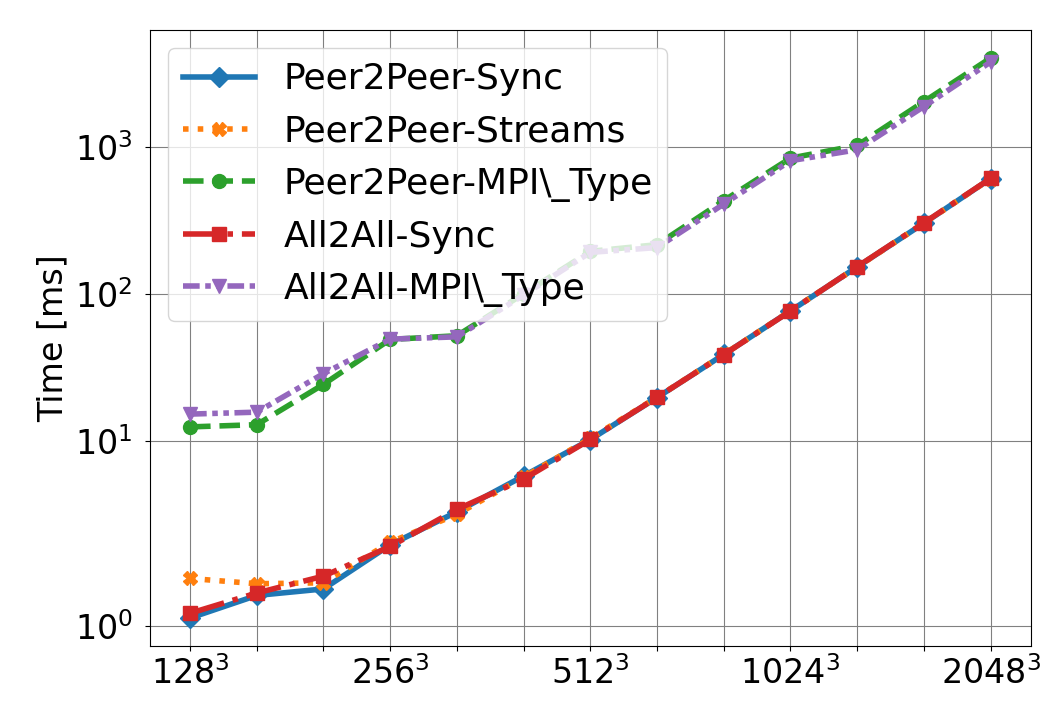 Peer2Peer-Sync
Peer2Peer-Streams
Peer2Peer-MPI\_Type
All2All-Sync
All2All-MPI\_Type
Time [ms]
10³
10²
10¹
10⁰
128³ 256³ 512³ 1024³ 2048³